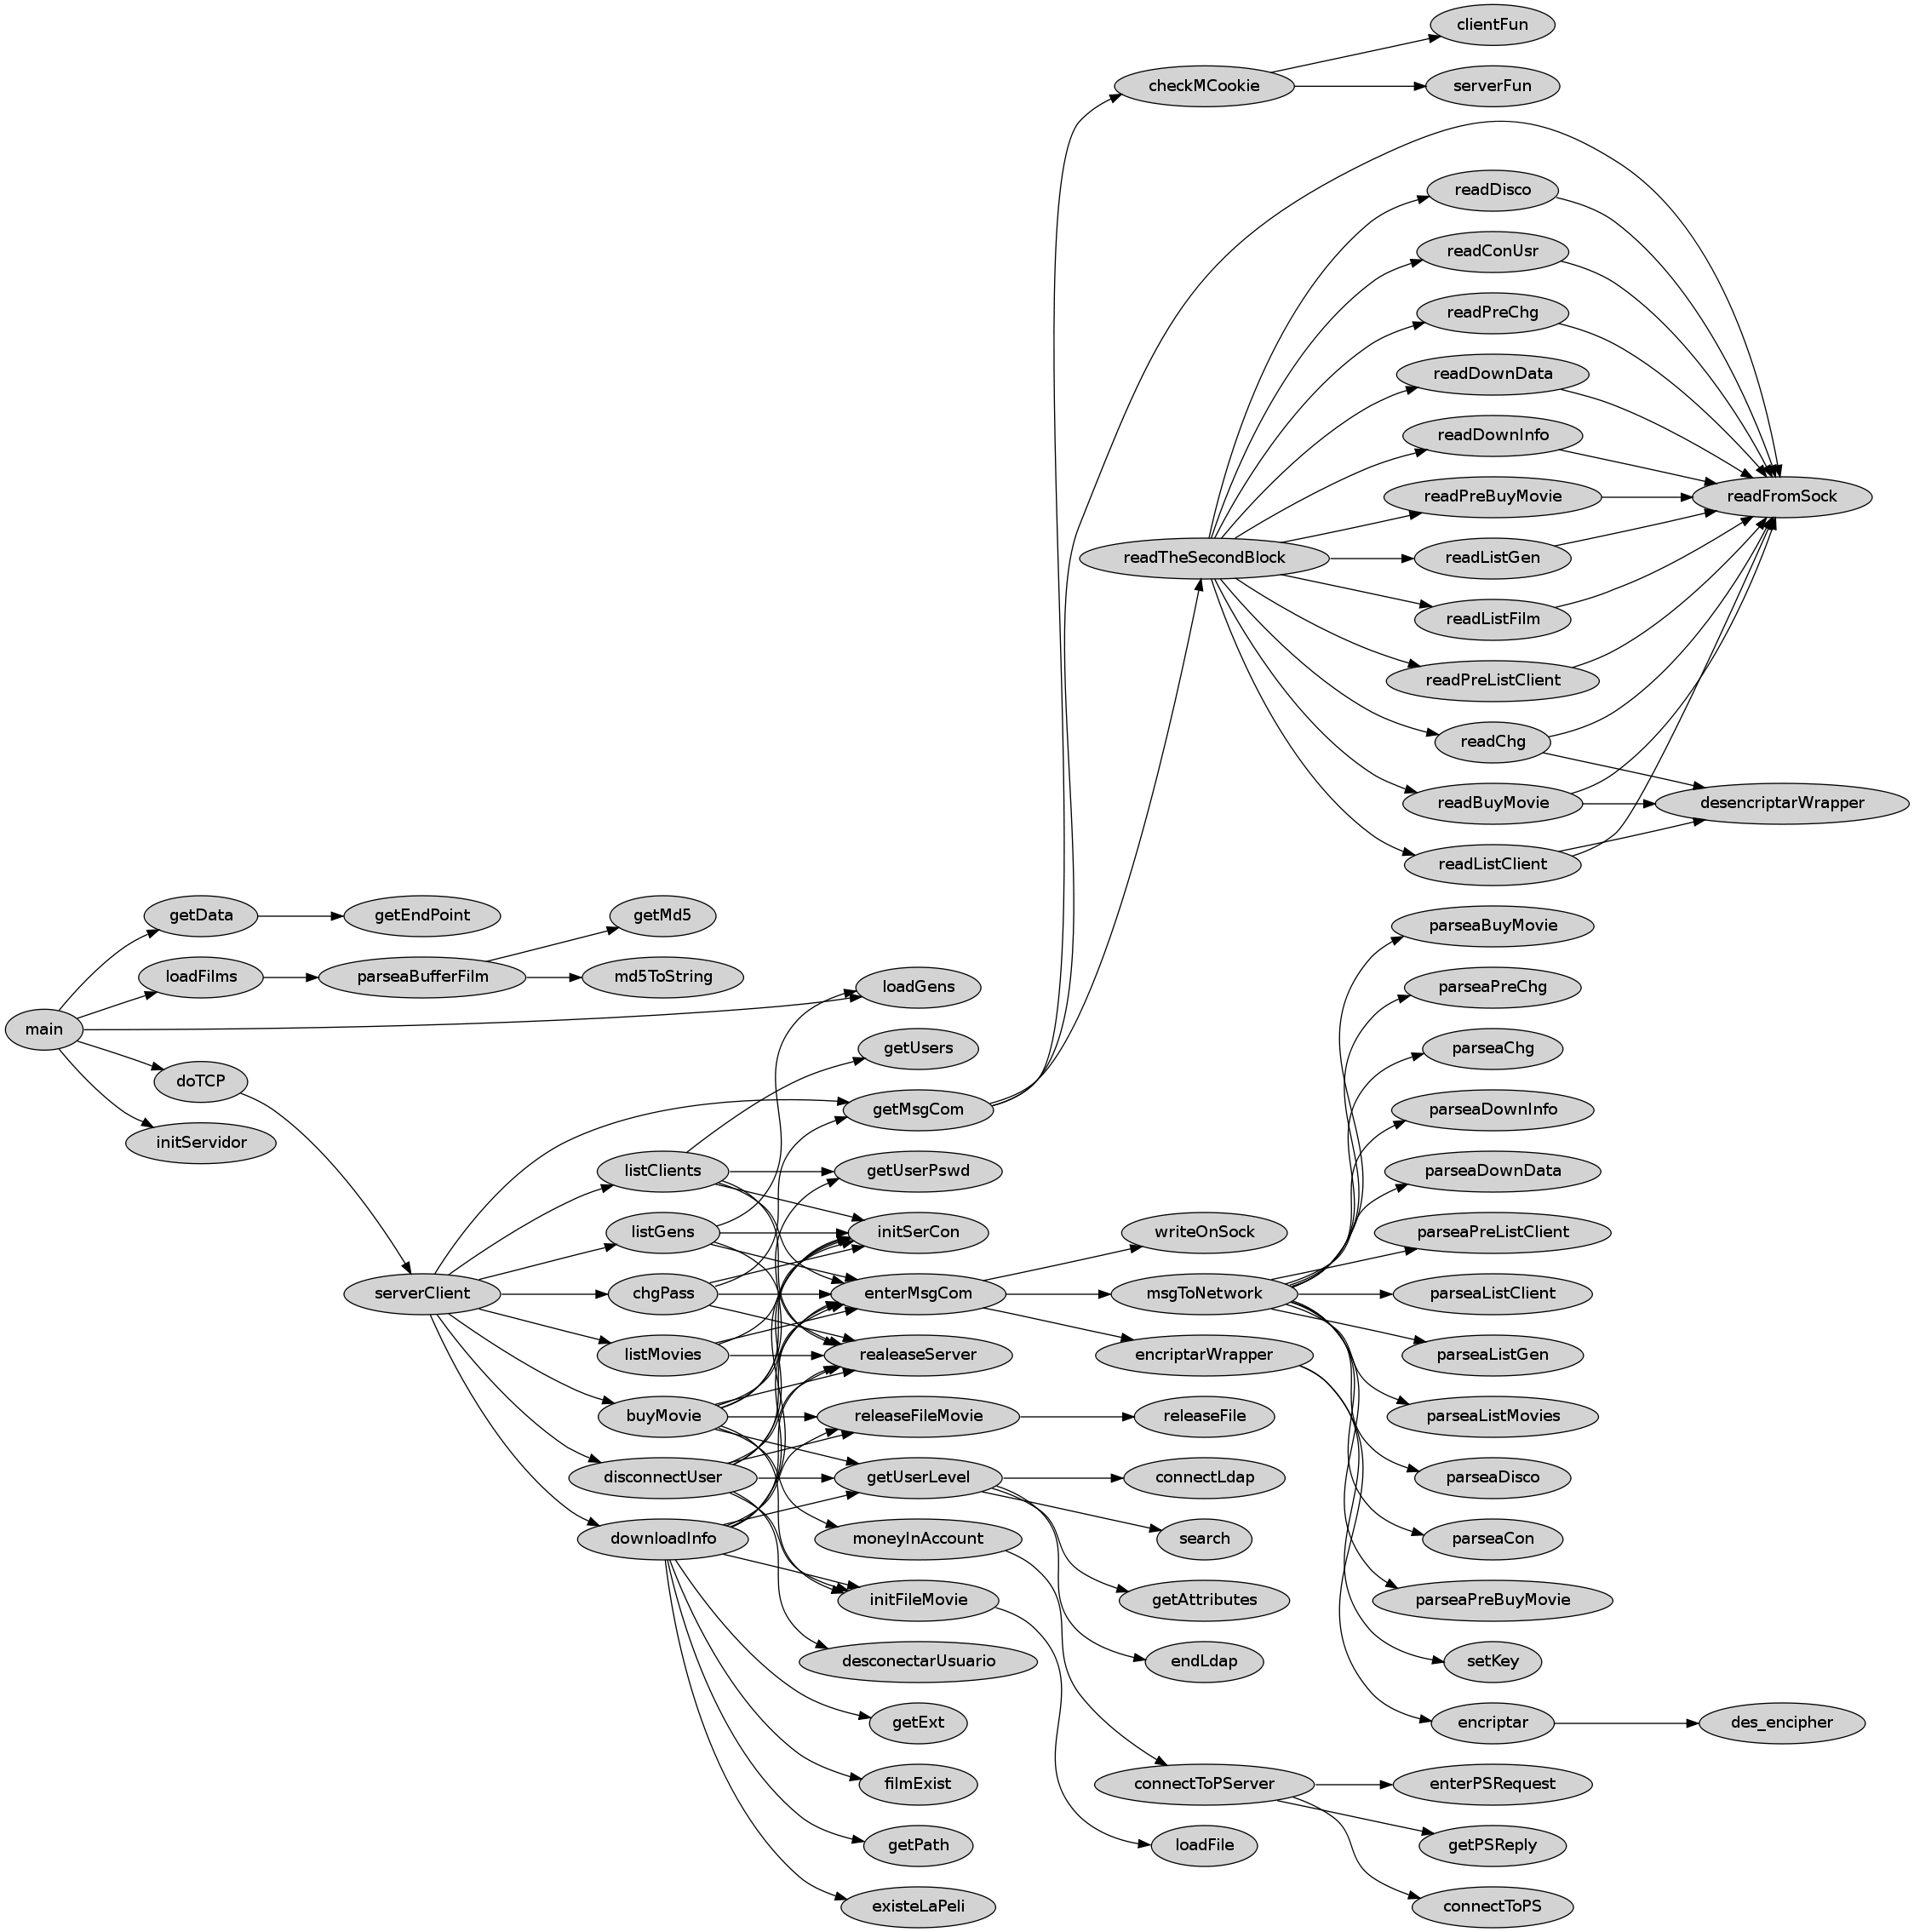 clientFun
checkMCookie
serverFun
readDisco
readConUsr
readPreChg
readDownData
readDownInfo
readPreBuyMovie
readFromSock
readTheSecondBlock
readListGen
readListFilm
readPreListClient
readChg
readBuyMovie
desencriptarWrapper
readListClient
getData
getEndPoint
getMd5
parseaBuyMovie
loadFilms
parseaBufferFilm
md5ToString
loadGens
parseaPreChg
main
getUsers
parseaChg
doTCP
getMsgCom
parseaDownInfo
initServidor
listClients
getUserPswd
parseaDownData
listGens
initSerCon
writeOnSock
parseaPreListClient
serverClient
chgPass
enterMsgCom
msgToNetwork
parseaListClient
listMovies
realeaseServer
encriptarWrapper
parseaListGen
buyMovie
releaseFileMovie
releaseFile
parseaListMovies
disconnectUser
getUserLevel
connectLdap
parseaDisco
downloadInfo
moneyInAccount
search
parseaCon
initFileMovie
getAttributes
parseaPreBuyMovie
desconectarUsuario
endLdap
setKey
getExt
encriptar
des_encipher
filmExist
connectToPServer
enterPSRequest
getPath
loadFile
getPSReply
existeLaPeli
connectToPS